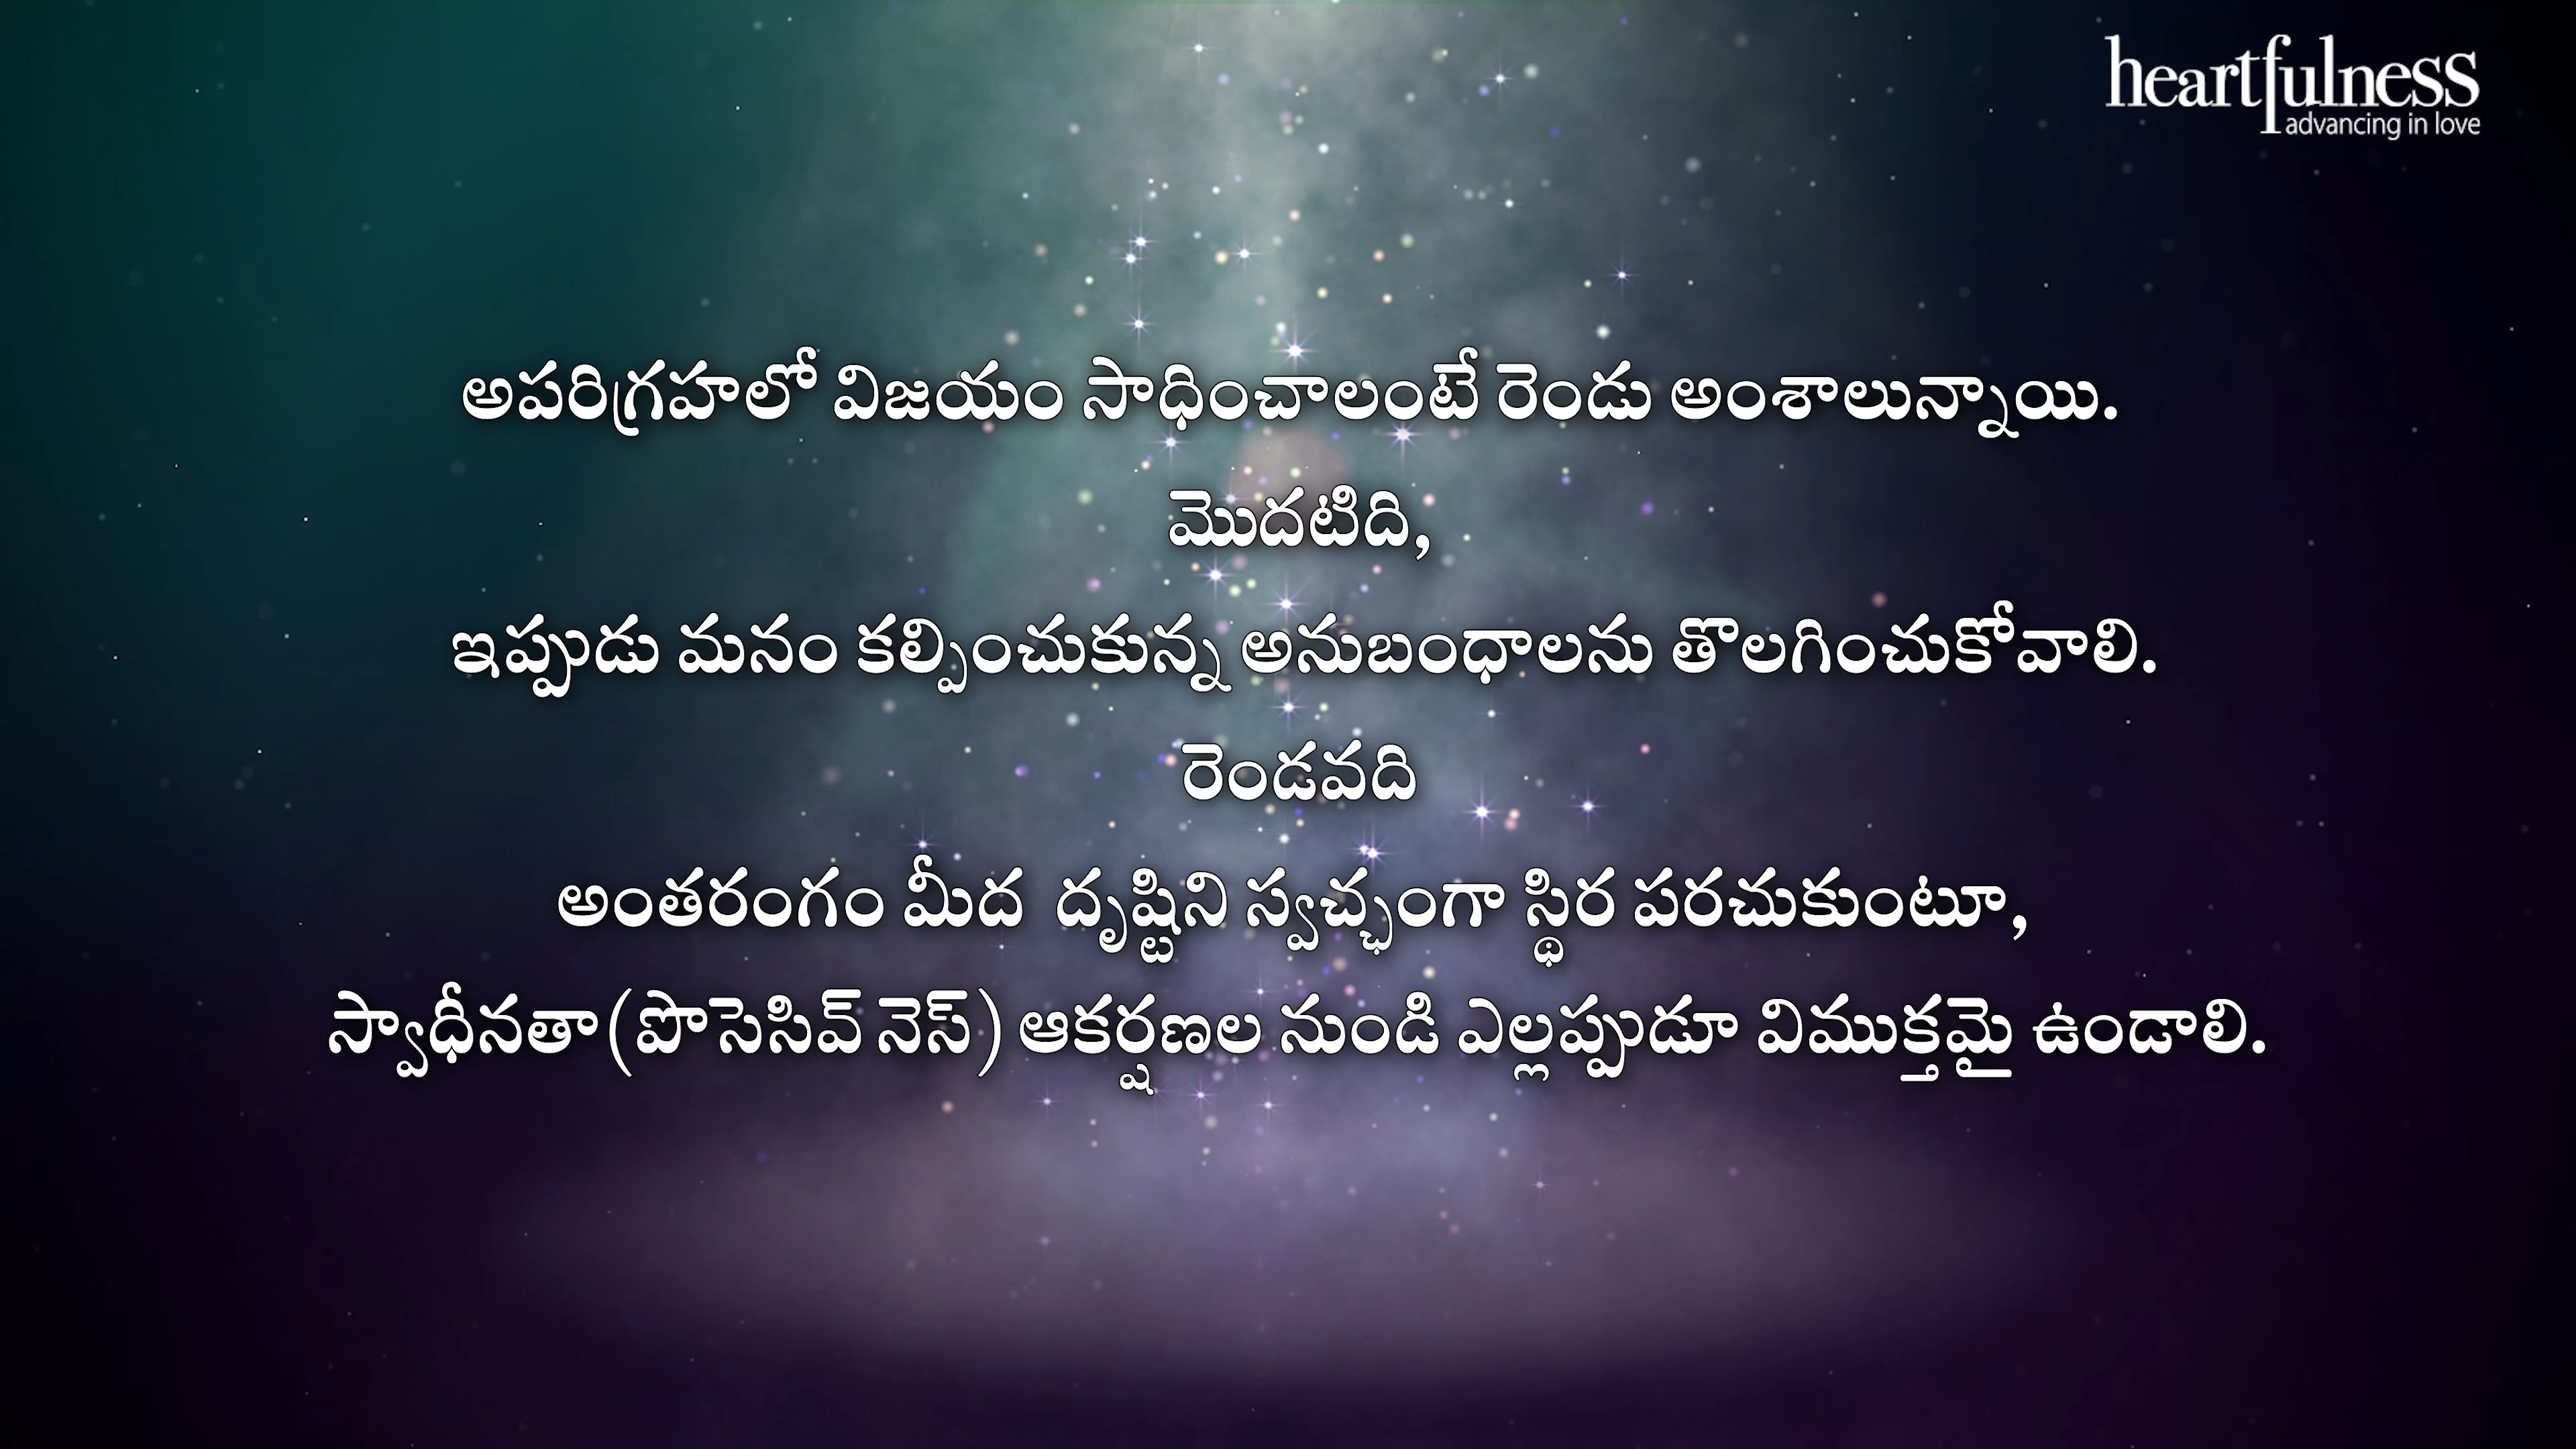 heartfulness
advancing in love
అపరిగ్రహలో విజయం సాధించాలంటే రెండు అంశాలున్నాయి.
మొదటిది,
ఇప్పుడు మనం కల్పించుకున్న అనుబంధాలను తొలగించుకోవాలి.
రెండవది
అంతరంగం మీద  దృష్టిని స్వచ్ఛంగా స్థిర పరచుకుంటూ,
స్వాధీనతా(పొసెసివ్ నెస్) ఆకర్షణల నుండి ఎల్లప్పుడూ విముక్తమై ఉండాలి.